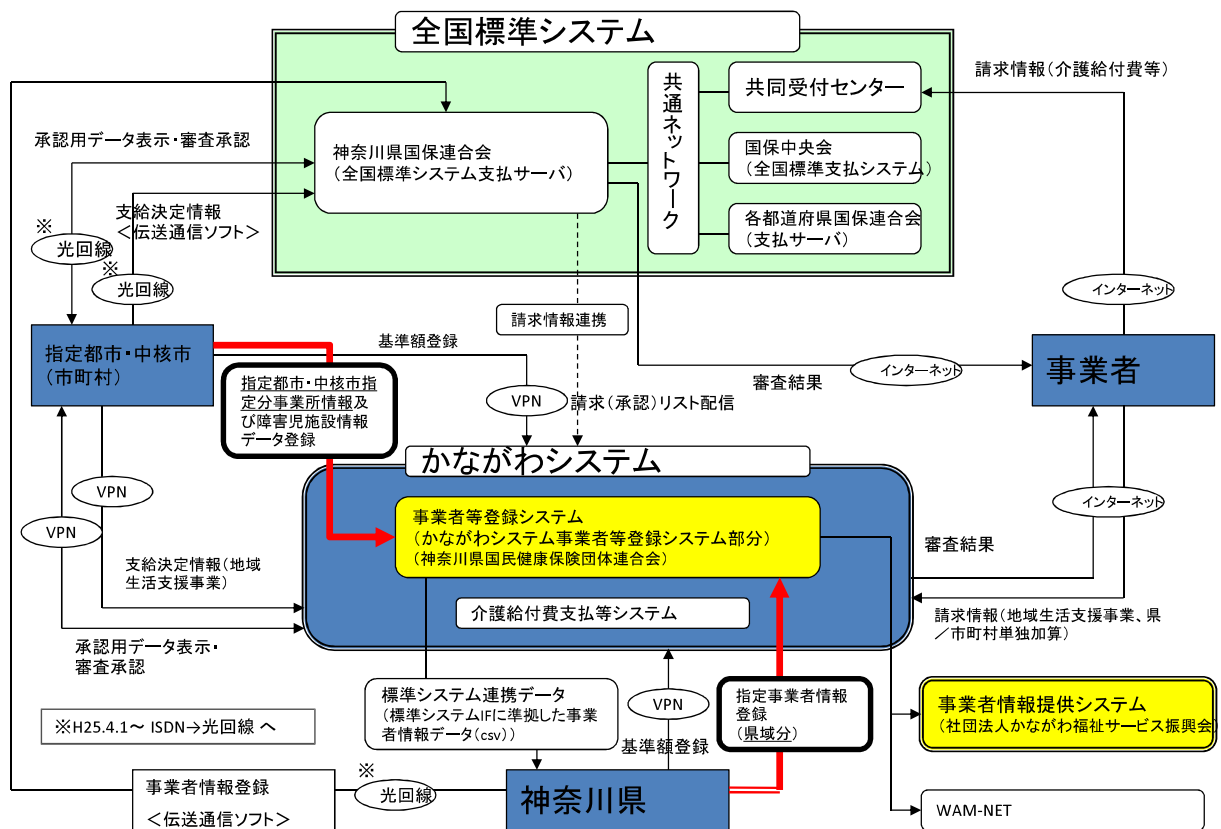 全国標準システム
共通ネットワーク
共同受付センター
請求情報(介護給付費等)
承認用データ表示・審査承認
神奈川県国保連合会
(全国標準システム支払サーバ)
国保中央会
(全国標準支払システム)
支給決定情報
<伝送通信ソフト>
各都道府県国保連合会
(支払サーバ)
※
光回線
※
光回線
インターネット
請求情報連携
基準額登録
指定都市・中核市
(市町村)
事業者
インターネット
審査結果
指定都市・中核市指
定分事業所情報及
び障害児施設情報
データ登録
VPN
請求(承認)リスト配信
かながわシステム
VPN
VPN
インターネット
事業者等登録システム
(かながわシステム事業者等登録システム部分)
(神奈川県国民健康保険団体連合会)
審査結果
支給決定情報(地域
生活支援事業)
介護給付費支払等システム
請求情報(地域生活支援事業、県
/市町村単独加算)
承認用データ表示・
審査承認
標準システム連携データ
(標準システムIFに準拠した事業
者情報データ(csv))
VPN
指定事業者情報
登録
(県域分)
事業者情報提供システム
(社団法人かながわ福祉サービス振興会)
※H25.4.1~ ISDN→光回線 へ
基準額登録
事業者情報登録
<伝送通信ソフト>
※
光回線
神奈川県
WAM-NET